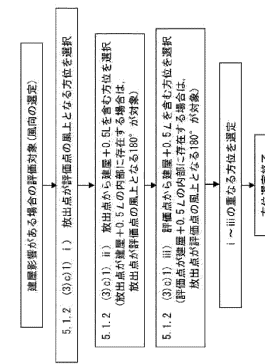 建屋影響がある場合の評価対象(風向の選定)
5.1.2 (3)c)1) i) 放出点が評価点の風上となる方位を選択
5.1.2 (3)c)1) ii) 放出点から建屋+0.5Lを含む方位を選択
(放出点が建屋+0.5Lの内部に存在する場合は,
放出点が評価点の風上となる180°が対象)
5.1.2 (3)c)1) iii) 評価点から建屋+0.5Lを含む方位を選択
(評価点が建屋+0.5Lの内部に存在する場合は,
放出点が評価点の風上となる180°が対象)
i~iiiの重なる方位を選定